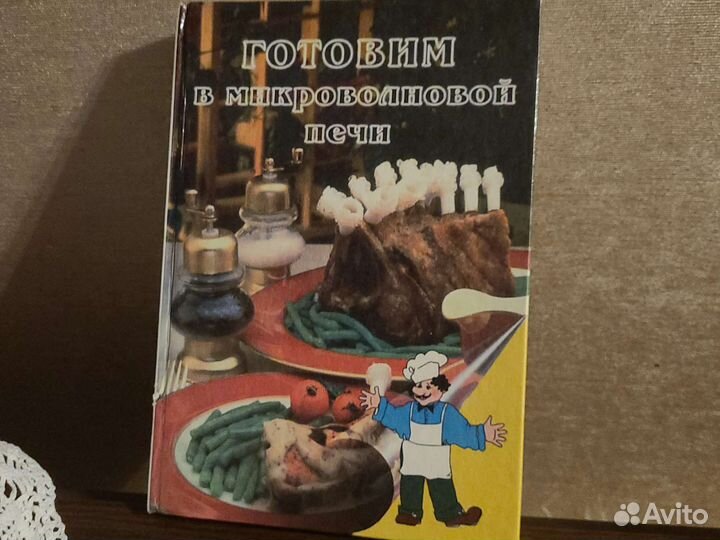 ГОТОВИМ
в микроволновой
печи
Avito